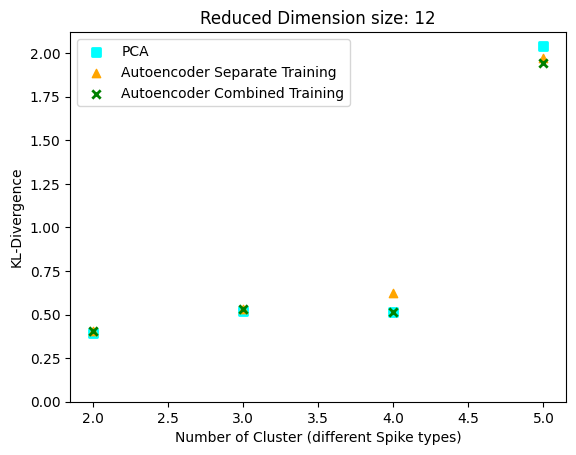 Reduced Dimension size: 12
PCA
Autoencoder Separate Training
Autoencoder Combined Training
KL-Divergence
2.00
1.75
1.50
1.25
1.00
0.75
0.50
0.25
0.00
2.0 2.5 3.0 3.5 4.0 4.5 5.0
Number of Cluster (different Spike types)